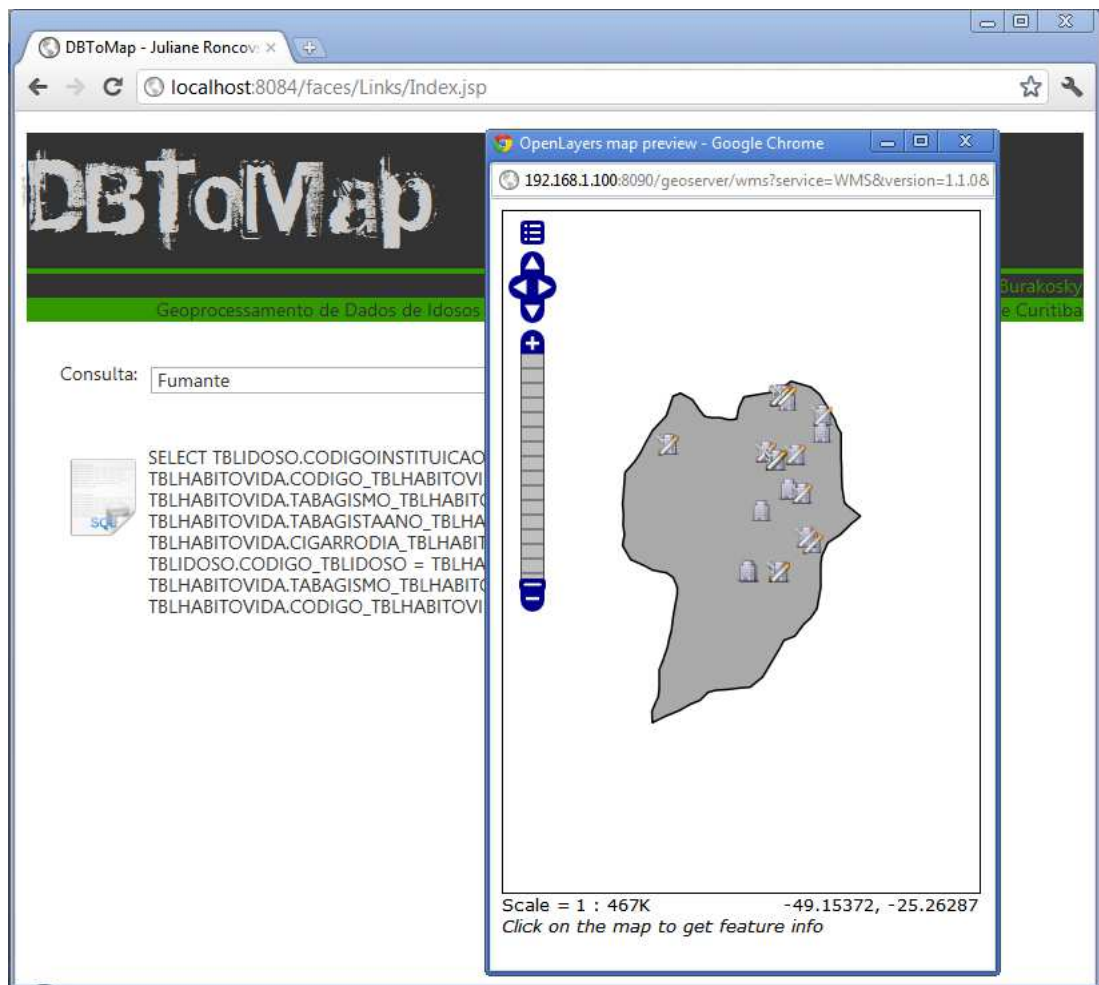 DBToMap - Juliane Roncov
localhost:8084/faces/Links/Index.jsp
DBToMap
Burakosky
Geoprocessamento de Dados de Idosos
e Curitiba
Consulta:
Fumante
SQL
SELECT TBLIDOSO.CODIGOINSTITUICAO
TBLHABITOVIDA.CODIGO_TBLHABITOVI
TBLHABITOVIDA.TABAGISMO_TBLHABITO
TBLHABITOVIDA.TABAGISTAANO_TBLHA
TBLHABITOVIDA.CIGARRODIA_TBLHABIT
TBLIDOSO.CODIGO_TBLIDOSO = TBLHA
TBLHABITOVIDA.TABAGISMO_TBLHABITO
TBLHABITOVIDA.CODIGO_TBLHABITOVI
OpenLayers map preview - Google Chrome
192.168.1.100:8090/geoserver/wms?service=WMS&version=1.1.0&
Scale = 1 : 467K
-49.15372, -25.26287
Click on the map to get feature info